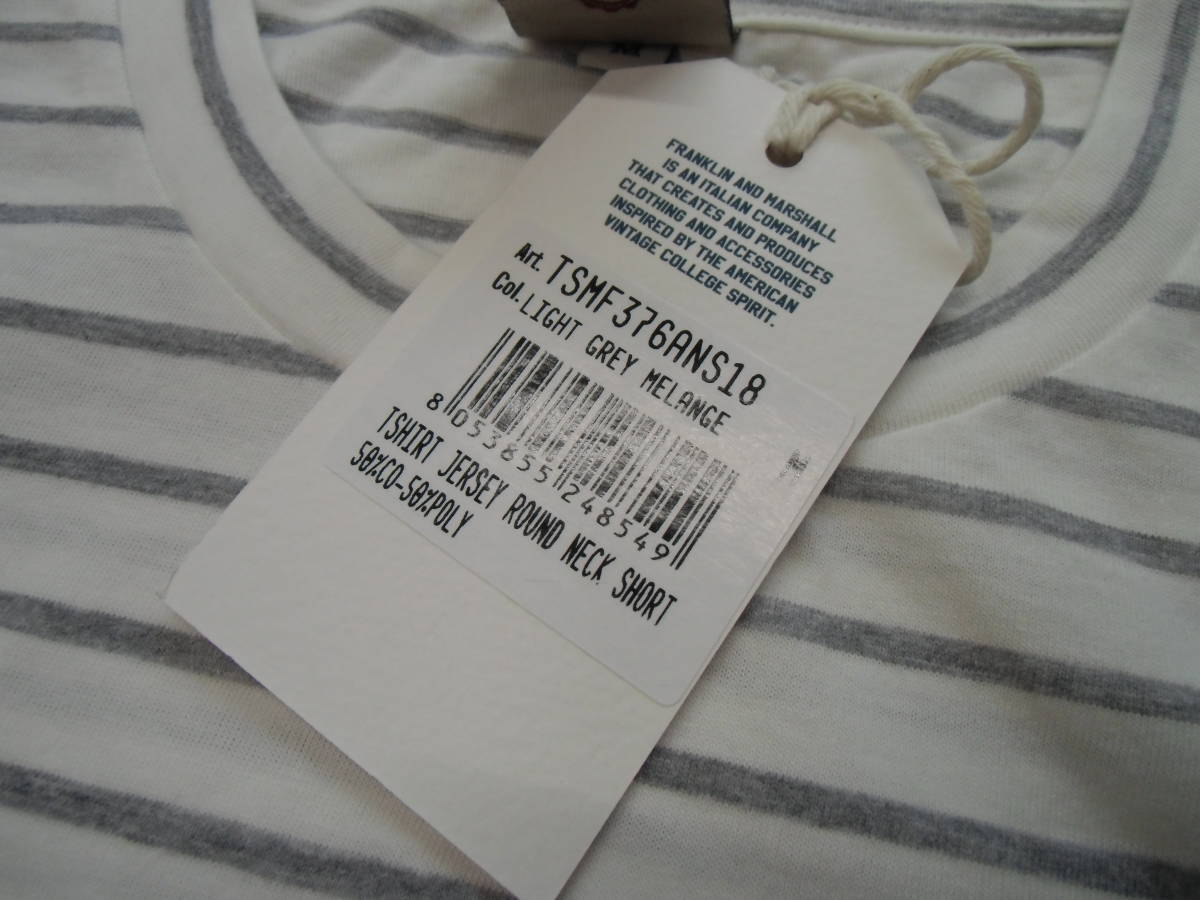 FRANKLIN AND MARSHALL
IS AN ITALIAN COMPANY
THAT CREATES AND PRODUCES
CLOTHING AND ACCESSORIES
INSPIRED BY THE AMERICAN
VINTAGE COLLEGE SPIRIT.
Art. TSMF376ANS18
Col. LIGHT GREY MELANGE
8 053855 248549
TSHIRT JERSEY ROUND NECK SHORT
50%CO-50%POLY